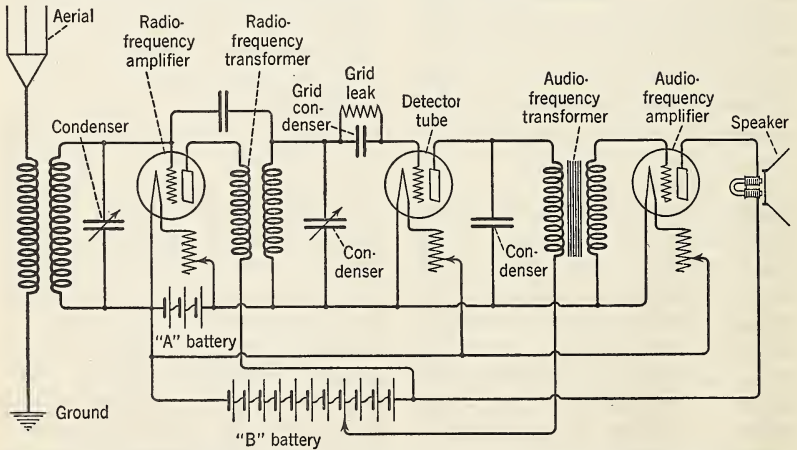 Aerial
Radio-
frequency
amplifier
Radio-
frequency
transformer
Condenser
Grid
con-
denser
Grid
leak
Detector
tube
Audio-
frequency
transformer
Audio-
frequency
amplifier
Speaker
Con-
denser
Con-
denser
"A" battery
Ground
"B" battery